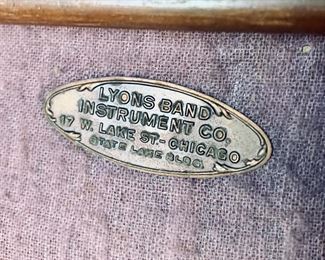 LYONS BAND
INSTRUMENT CO,
17 W. LAKE ST.-CHICAGO
STATE LAKE BLDG.